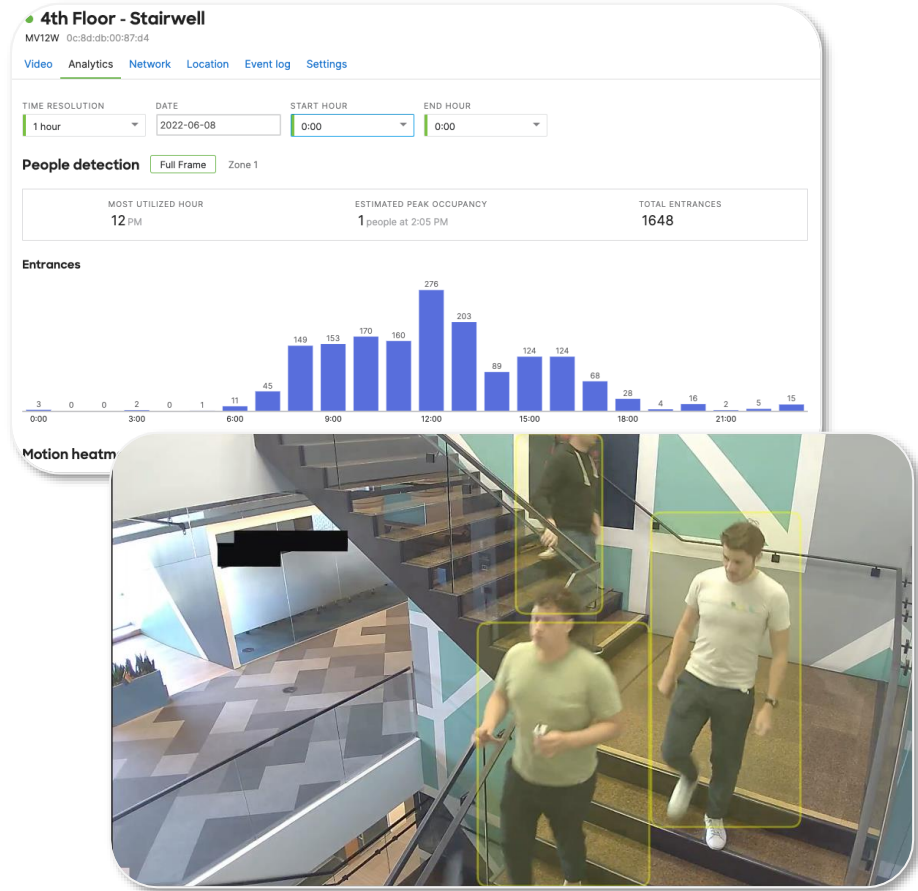 4th Floor - Stairwell
MV12W 0c:8d:db:00:87:d4
Video Analytics Network Location Event log Settings
TIME RESOLUTION DATE START HOUR END HOUR
1 hour 2022-06-08 0:00 0:00
People detection Full Frame Zone 1
MOST UTILIZED HOUR ESTIMATED PEAK OCCUPANCY TOTAL ENTRANCES
12 PM 1 people at 2:05 PM 1648
Entrances
3 0 0 2 0 1 11 45 149 153 170 160 276 203 89 124 124 68 28 4 16 2 5 15
0:00 3:00 6:00 9:00 12:00 15:00 18:00 21:00
Motion heatm